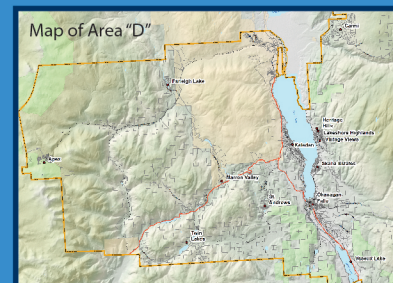 Map of Area "D"
Carmi
Farleigh Lake
Heritage
Hills
Lakeshore Highlands
Vintage Views
Kaleden
Apex
Skaha Estates
Marron Valley
Okanagan
Falls
St
Andrews
Twin
Lakes
Vaseux Lake